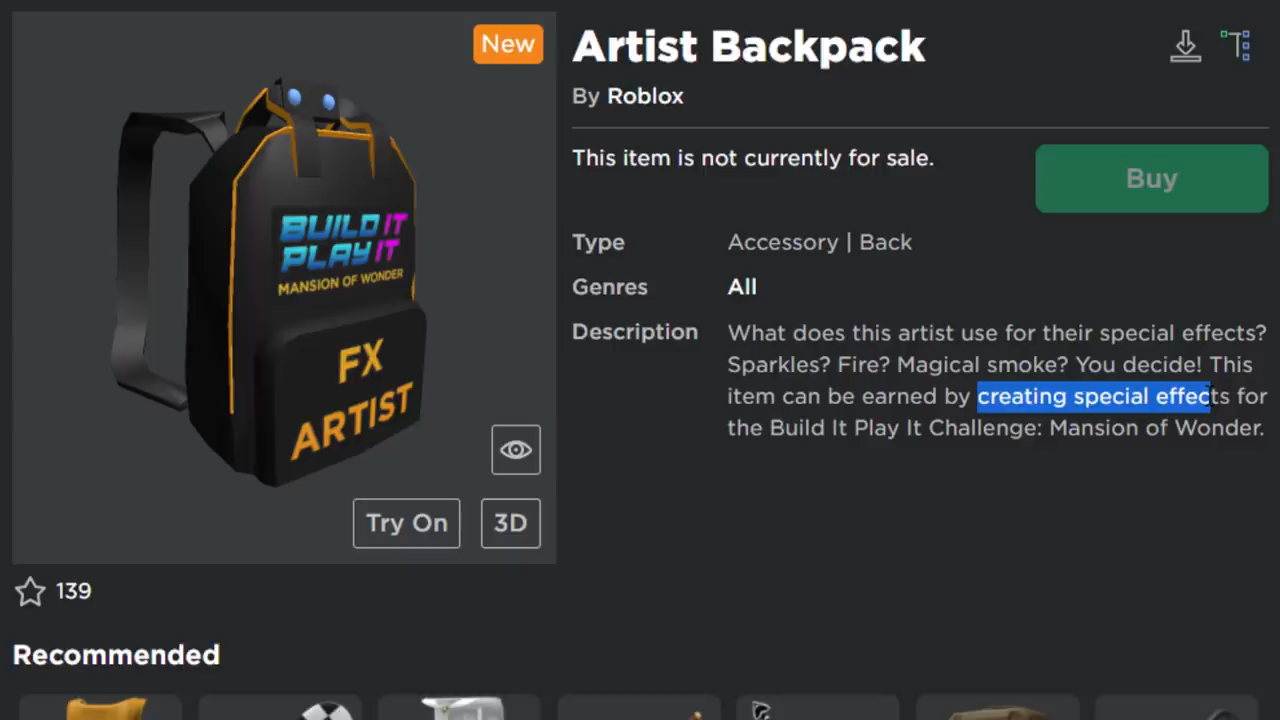 New
Artist Backpack
By Roblox
This item is not currently for sale.
Buy
Type
Accessory | Back
Genres
All
Description
What does this artist use for their special effects?
Sparkles? Fire? Magical smoke? You decide! This
item can be earned by creating special effects for
the Build It Play It Challenge: Mansion of Wonder.
BUILD IT
PLAY IT
MANSION OF WONDER
FX
ARTIST
Try On
3D
139
Recommended